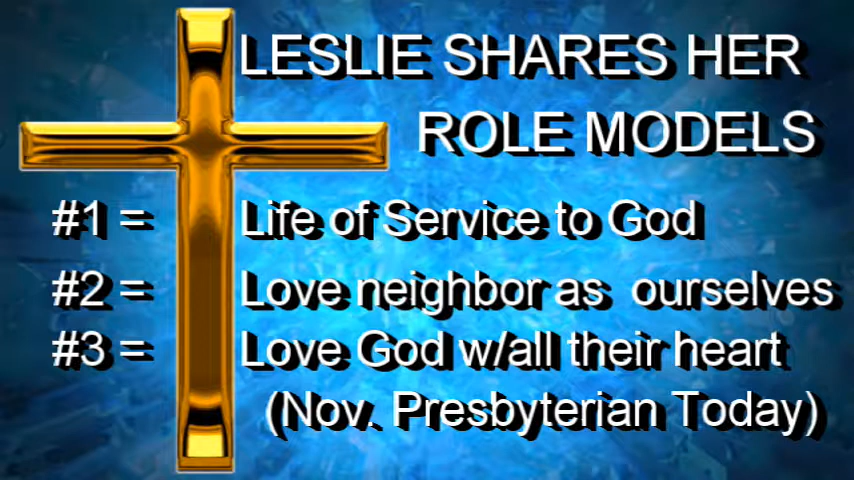 LESLIE SHARES HER
ROLE MODELS
#1 = Life of Service to God
#2 = Love neighbor as ourselves
#3 = Love God w/all their heart
(Nov. Presbyterian Today)